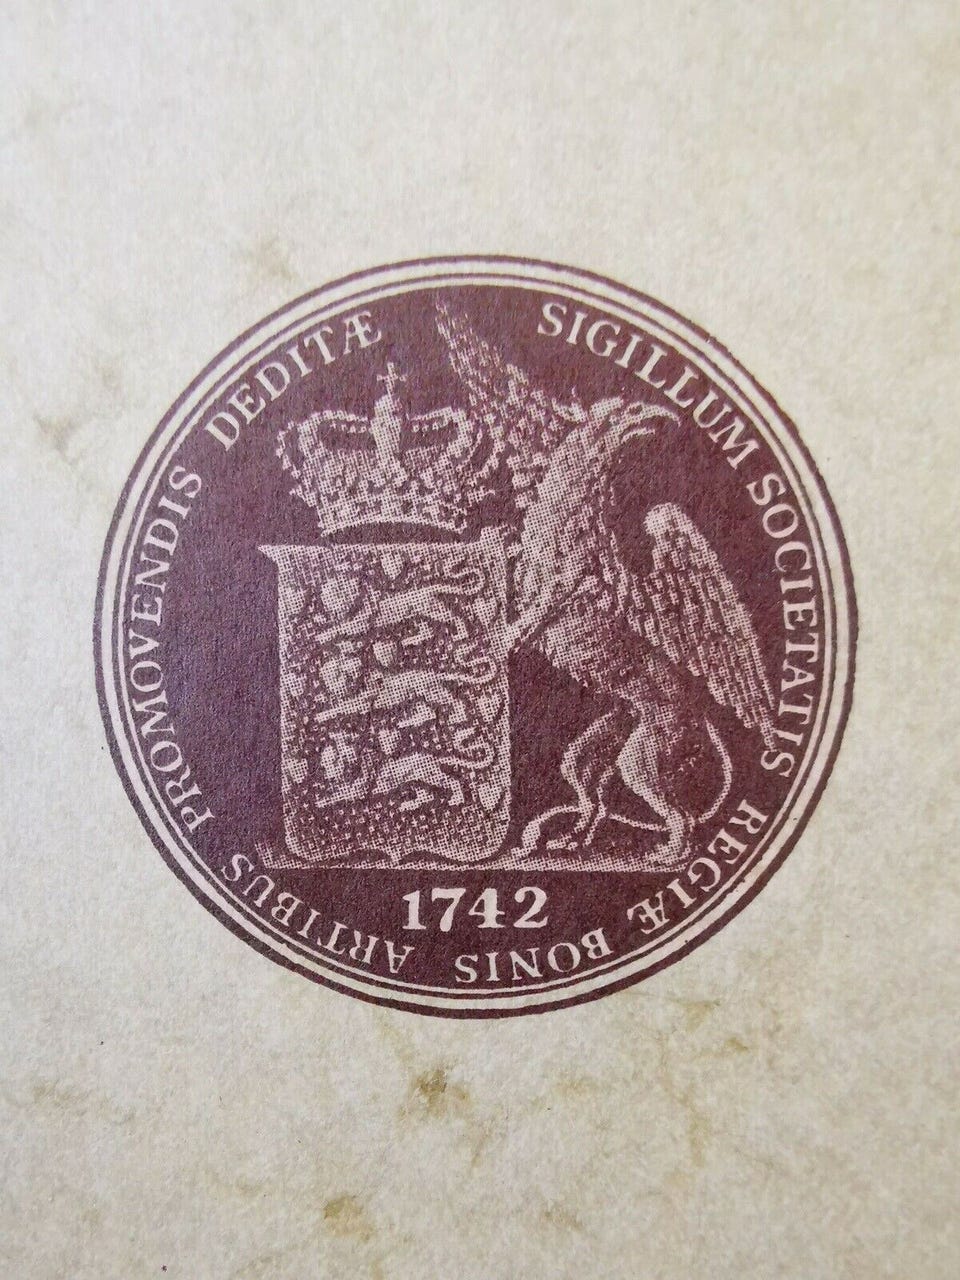 SIGILLUM SOCIETATIS REGIÆ BONIS ARTIBUS PROMOVENDIS DEDITÆ
1742